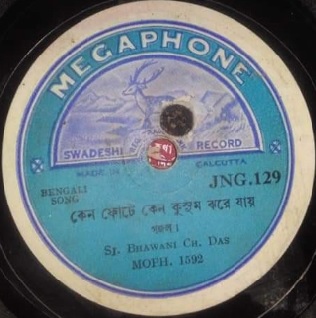 MEGAPHONE
SWADESHI RECORD
MADE IN CALCUTTA
BENGALI
SONG
JNG.129
কেন ফোটে কেন কুসুম ঝরে যায়
গজল।
SJ. BHAWANI CH. DAS
MOFH. 1592